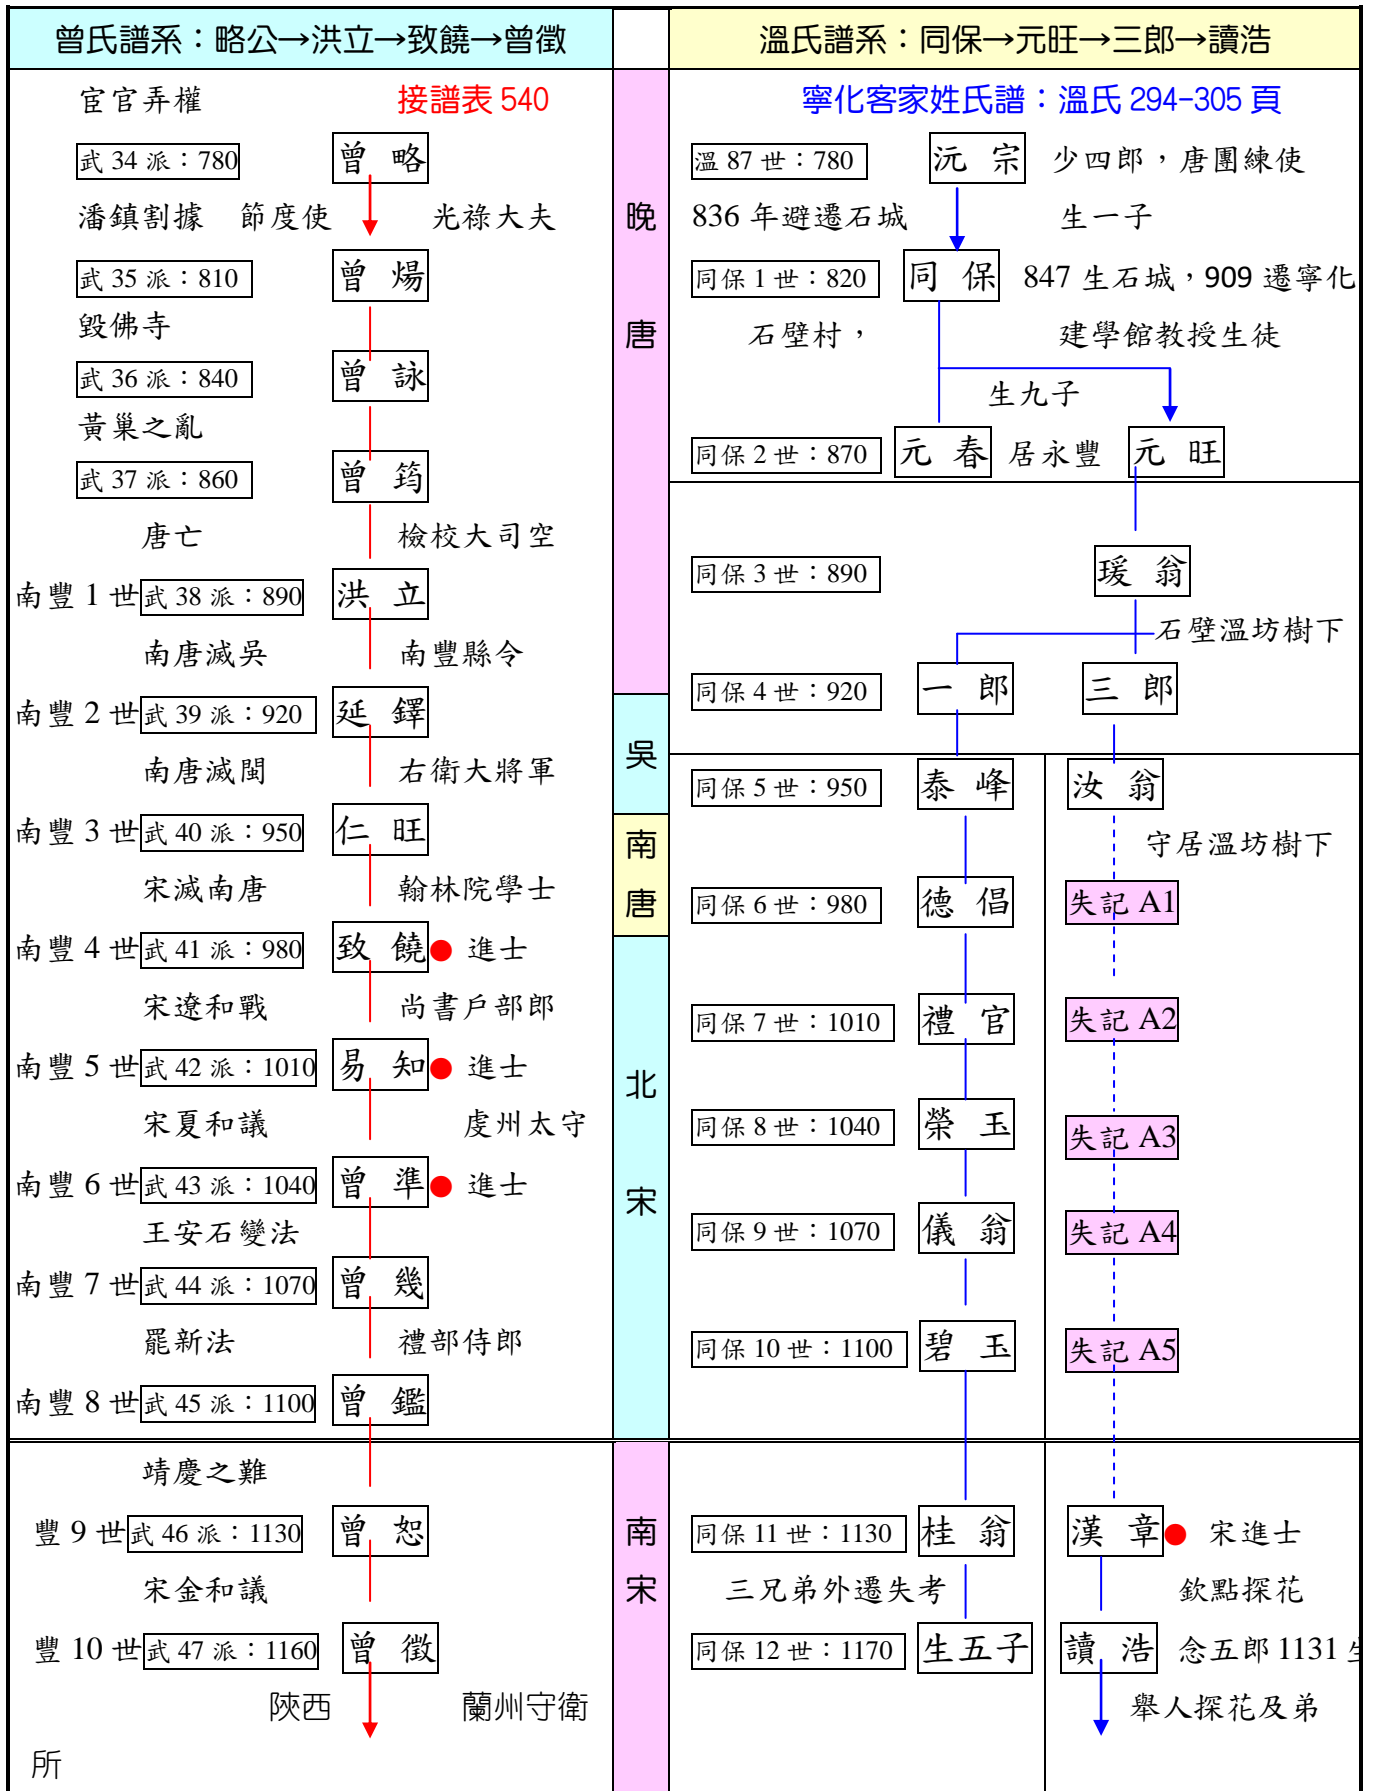 曾氏譜系：略公→洪立→致饒→曾徵
溫氏譜系：同保→元旺→三郎→讀浩
宦官弄權 接譜表 540
寧化客家姓氏譜：溫氏 294-305 頁
武 34 派：780 曾 略
溫 87 世：780 沅 宗 少四郎，唐團練使
潘鎮割據 節度使 光祿大夫
晚
836 年避遷石城 生一子
武 35 派：810 曾 煬
同保 1 世：820 同 保 847 生石城，909 遷寧化
毀佛寺
唐
石壁村， 建學館教授生徒
武 36 派：840 曾 詠
生九子
黃巢之亂
同保 2 世：870 元 春 居永豐 元 旺
武 37 派：860 曾 筠
唐亡 檢校大司空
同保 3 世：890 瑗 翁
南豐 1 世 武 38 派：890 洪 立
石壁溫坊樹下
南唐滅吳 南豐縣令
同保 4 世：920 一 郎 三 郎
南豐 2 世 武 39 派：920 延 鐸
吳
南唐滅閩 右衛大將軍
同保 5 世：950 泰 峰 汝 翁
南豐 3 世 武 40 派：950 仁 旺
南
守居溫坊樹下
宋滅南唐 翰林院學士
唐
同保 6 世：980 德 倡 失記 A1
南豐 4 世 武 41 派：980 致 饒 進士
宋遼和戰 尚書戶部郎
同保 7 世：1010 禮 官 失記 A2
南豐 5 世 武 42 派：1010 易 知 進士
北
宋夏和議 虔州太守
同保 8 世：1040 榮 玉 失記 A3
南豐 6 世 武 43 派：1040 曾 準 進士
宋
王安石變法
同保 9 世：1070 儀 翁 失記 A4
南豐 7 世 武 44 派：1070 曾 幾
罷新法 禮部侍郎
同保 10 世：1100 碧 玉 失記 A5
南豐 8 世 武 45 派：1100 曾 鑑
靖慶之難
豐 9 世 武 46 派：1130 曾 恕
南
同保 11 世：1130 桂 翁 漢 章 宋進士
宋金和議
宋
三兄弟外遷失考 欽點探花
豐 10 世 武 47 派：1160 曾 徵
同保 12 世：1170 生五子 讀 浩 念五郎 1131 生
陝西 蘭州守衛
舉人探花及弟
所